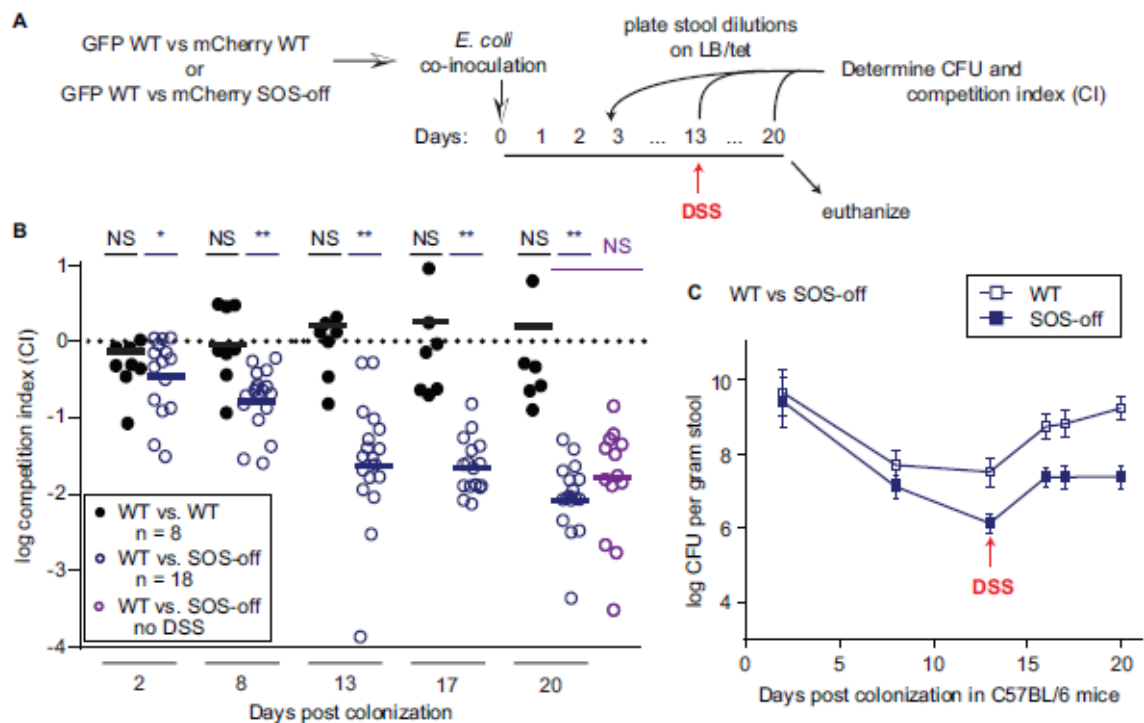 A
GFP WT vs mCherry WT
or
GFP WT vs mCherry SOS-off
E. coli
co-inoculation
plate stool dilutions
on LB/tet
Determine CFU and
competition index (CI)
Days: 0 1 2 3 ... 13 ... 20
DSS
euthanize
B
NS * NS ** NS ** NS ** NS ** NS
log competition index (CI)
1
0
-1
-2
-3
-4
WT vs. WT
n = 8
WT vs. SOS-off
n = 18
WT vs. SOS-off
no DSS
2 8 13 17 20
Days post colonization
C WT vs SOS-off
WT
SOS-off
log CFU per gram stool
10
8
6
4
DSS
0 5 10 15 20
Days post colonization in C57BL/6 mice